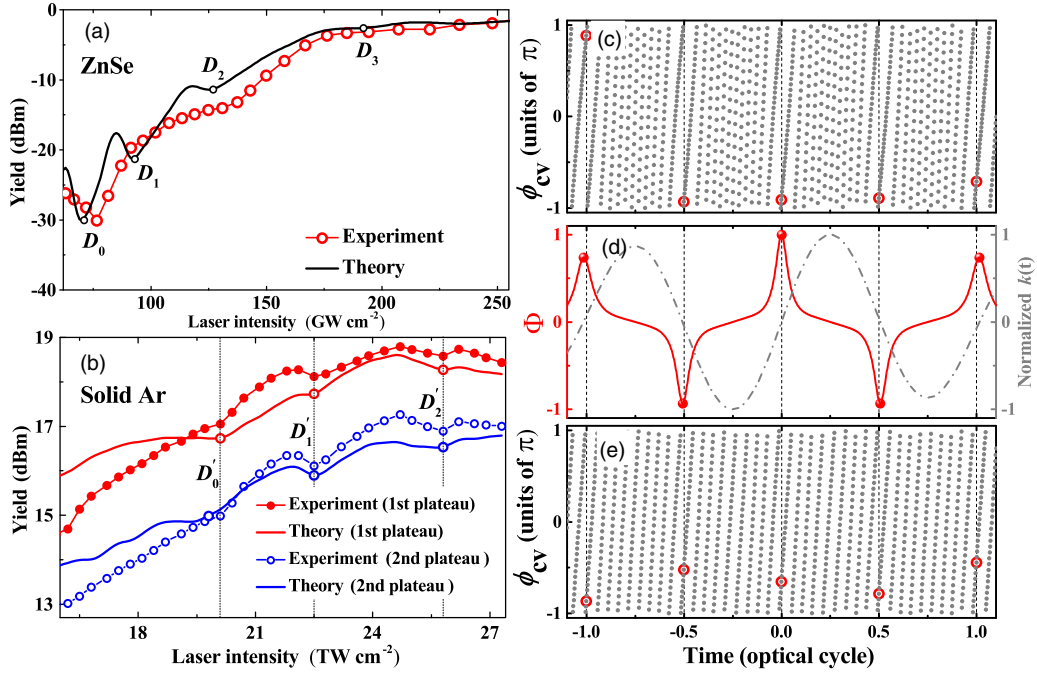 (a)
ZnSe
Yield (dBm)
0
-10
-20
-30
-40
D0
D1
D2
D3
Experiment
Theory
100
150
200
250
Laser intensity (GW cm-2)
(b)
Solid Ar
Yield (dBm)
19
17
15
13
D'0
D'1
D'2
Experiment (1st plateau)
Theory (1st plateau)
Experiment (2nd plateau)
Theory (2nd plateau)
18
21
24
27
Laser intensity (TW cm-2)
(c)
ϕcv (units of π)
1
0
-1
(d)
Φ
1
0
-1
1
0
-1
Normalized k(t)
(e)
ϕcv (units of π)
1
0
-1
-1.0
-0.5
0.0
0.5
1.0
Time (optical cycle)